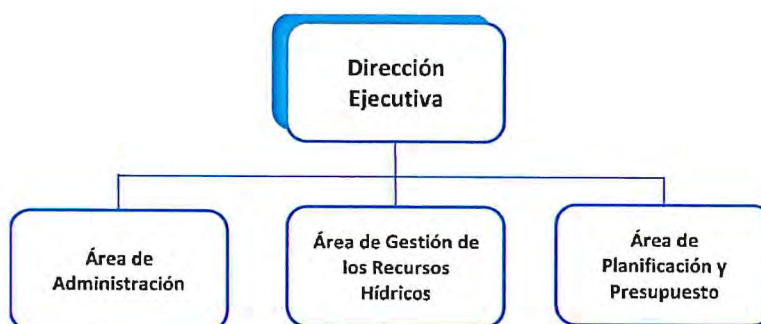 Dirección
Ejecutiva
Área de
Administración
Área de Gestión de
los Recursos
Hídricos
Área de
Planificación y
Presupuesto